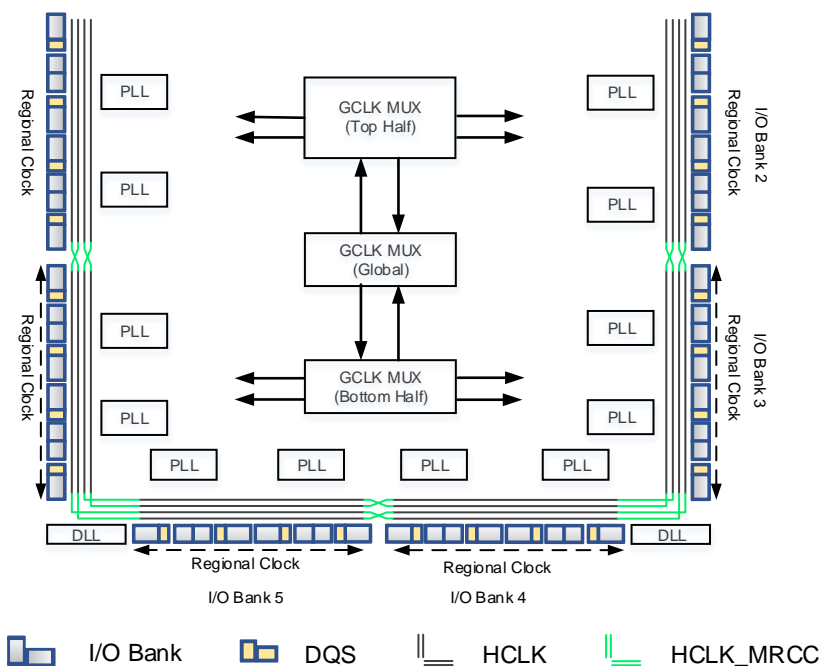 PLL
GCLK MUX
(Top Half)
PLL
Regional Clock
Regional Clock
I/O Bank 2
PLL
PLL
GCLK MUX
(Global)
PLL
PLL
Regional Clock
Regional Clock
I/O Bank 3
GCLK MUX
(Bottom Half)
PLL
PLL
PLL
PLL
PLL
PLL
DLL
DLL
Regional Clock
Regional Clock
I/O Bank 5
I/O Bank 4
I/O Bank
DQS
HCLK
HCLK_MRCC